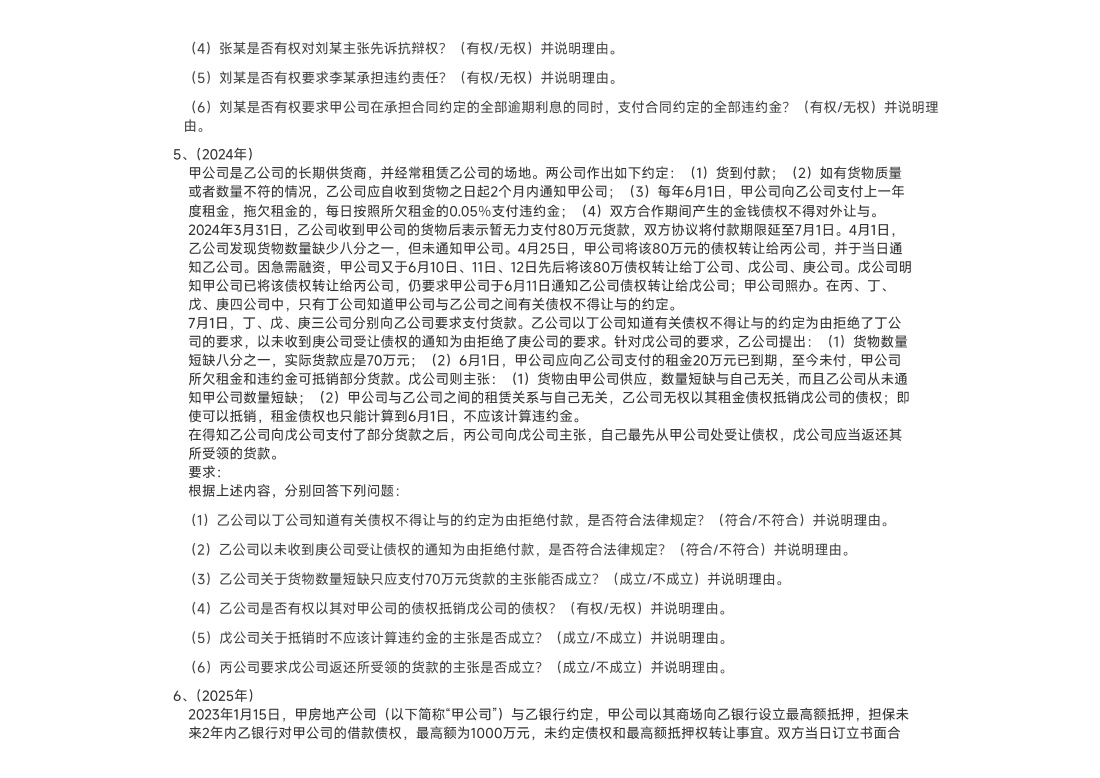 （4）张某是否有权对刘某主张先诉抗辩权？（有权/无权）并说明理由。
（5）刘某是否有权要求李某承担违约责任？（有权/无权）并说明理由。
（6）刘某是否有权要求甲公司在承担合同约定的全部逾期利息的同时，支付合同约定的全部违约金？（有权/无权）并说明理
由。
5、（2024年）
甲公司是乙公司的长期供货商，并经常租赁乙公司的场地。两公司作出如下约定：（1）货到付款；（2）如有货物质量
或者数量不符的情况，乙公司应自收到货物之日起2个月内通知甲公司；（3）每年6月1日，甲公司向乙公司支付上一年
度租金，拖欠租金的，每日按照所欠租金的0.05%支付违约金；（4）双方合作期间产生的金钱债权不得对外让与。
2024年3月31日，乙公司收到甲公司的货物后表示暂无力支付80万元货款，双方协议将付款期限延至7月1日。4月1日，
乙公司发现货物数量缺少八分之一，但未通知甲公司。4月25日，甲公司将该80万元的债权转让给丙公司，并于当日通
知乙公司。因急需融资，甲公司又于6月10日、11日、12日先后将该80万债权转让给丁公司、戊公司、庚公司。戊公司明
知甲公司已将该债权转让给丙公司，仍要求甲公司于6月11日通知乙公司债权转让给戊公司；甲公司照办。在丙、丁、
戊、庚四公司中，只有丁公司知道甲公司与乙公司之间有关债权不得让与的约定。
7月1日，丁、戊、庚三公司分别向乙公司要求支付货款。乙公司以丁公司知道有关债权不得让与的约定为由拒绝了丁公
司的要求，以未收到庚公司受让债权的通知为由拒绝了庚公司的要求。针对戊公司的要求，乙公司提出：（1）货物数量
短缺八分之一，实际货款应是70万元；（2）6月1日，甲公司应向乙公司支付的租金20万元已到期，至今未付，甲公司
所欠租金和违约金可抵销部分货款。戊公司则主张：（1）货物由甲公司供应，数量短缺与自己无关，而且乙公司从未通
知甲公司数量短缺；（2）甲公司与乙公司之间的租赁关系与自己无关，乙公司无权以其租金债权抵销戊公司的债权；即
使可以抵销，租金债权也只能计算到6月1日，不应该计算违约金。
在得知乙公司向戊公司支付了部分货款之后，丙公司向戊公司主张，自己最先从甲公司处受让债权，戊公司应当返还其
所受领的货款。
要求：
根据上述内容，分别回答下列问题：
（1）乙公司以丁公司知道有关债权不得让与的约定为由拒绝付款，是否符合法律规定？（符合/不符合）并说明理由。
（2）乙公司以未收到庚公司受让债权的通知为由拒绝付款，是否符合法律规定？（符合/不符合）并说明理由。
（3）乙公司关于货物数量短缺只应支付70万元货款的主张能否成立？（成立/不成立）并说明理由。
（4）乙公司是否有权以其对甲公司的债权抵销戊公司的债权？（有权/无权）并说明理由。
（5）戊公司关于抵销时不应该计算违约金的主张是否成立？（成立/不成立）并说明理由。
（6）丙公司要求戊公司返还所受领的货款的主张是否成立？（成立/不成立）并说明理由。
6、（2025年）
2023年1月15日，甲房地产公司（以下简称“甲公司”）与乙银行约定，甲公司以其商场向乙银行设立最高额抵押，担保未
来2年内乙银行对甲公司的借款债权，最高额为1000万元，未约定债权和最高额抵押权转让事宜。双方当日订立书面合